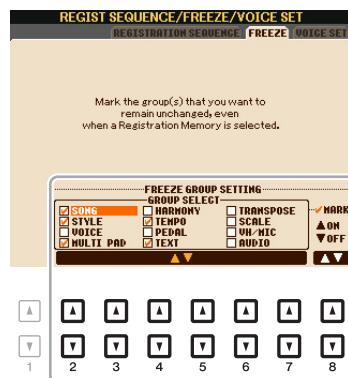 REGIST SEQUENCE/FREEZE/VOICE SET
REGISTRATION SEQUENCE FREEZE VOICE SET
Mark the group(s) that you want to
remain unchanged, even
when a Registration Memory is selected.
FREEZE GROUP SETTING
GROUP SELECT
SONG HARMONY TRANSPOSE MARK
STYLE TEMPO SCALE ▲ON
VOICE PEDAL VH/MIC ▼OFF
MULTI PAD TEXT AUDIO
1 2 3 4 5 6 7 8